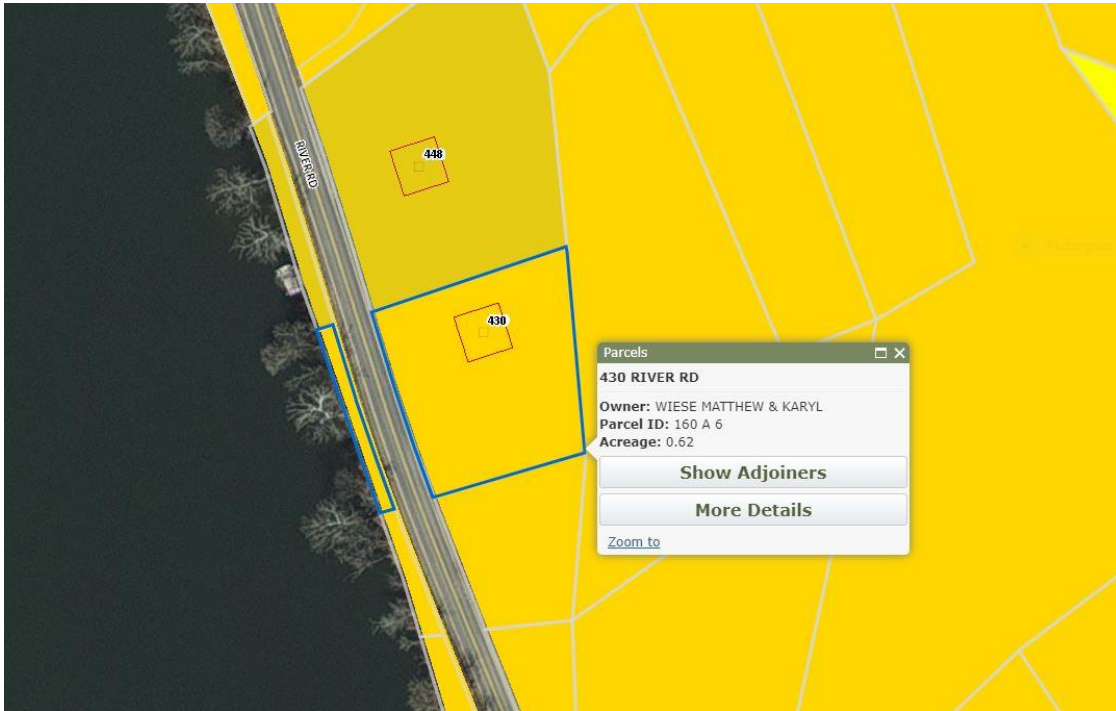 448
RIVER RD
430
Parcels
430 RIVER RD
Owner: WIESE MATTHEW & KARYL
Parcel ID: 160 A 6
Acreage: 0.62
Show Adjoiners
More Details
Zoom to